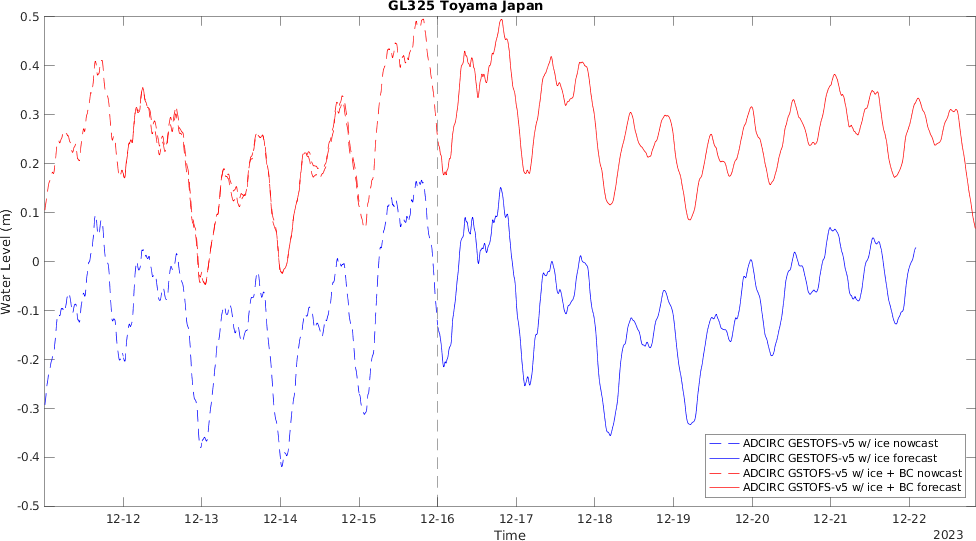 GL325 Toyama Japan
0.5
0.4
0.3
0.2
0.1
0
-0.1
-0.2
-0.3
-0.4
-0.5
Water Level (m)
ADCIRC GESTOFS-v5 w/ ice nowcast
ADCIRC GESTOFS-v5 w/ ice forecast
ADCIRC GSTOFS-v5 w/ ice + BC nowcast
ADCIRC GSTOFS-v5 w/ ice + BC forecast
12-12 12-13 12-14 12-15 12-16 12-17 12-18 12-19 12-20 12-21 12-22
Time
2023